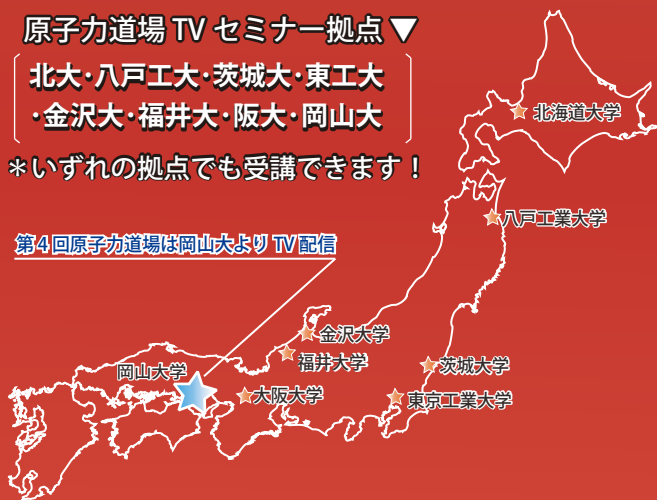 原子力道場 TV セミナー拠点▼
北大・八戸工大・茨城大・東工大
・金沢大・福井大・阪大・岡山大
＊いずれの拠点でも受講できます！
北海道大学
八戸工業大学
第4回原子力道場は岡山大より TV 配信
金沢大学
福井大学
岡山大学
茨城大学
大阪大学
東京工業大学